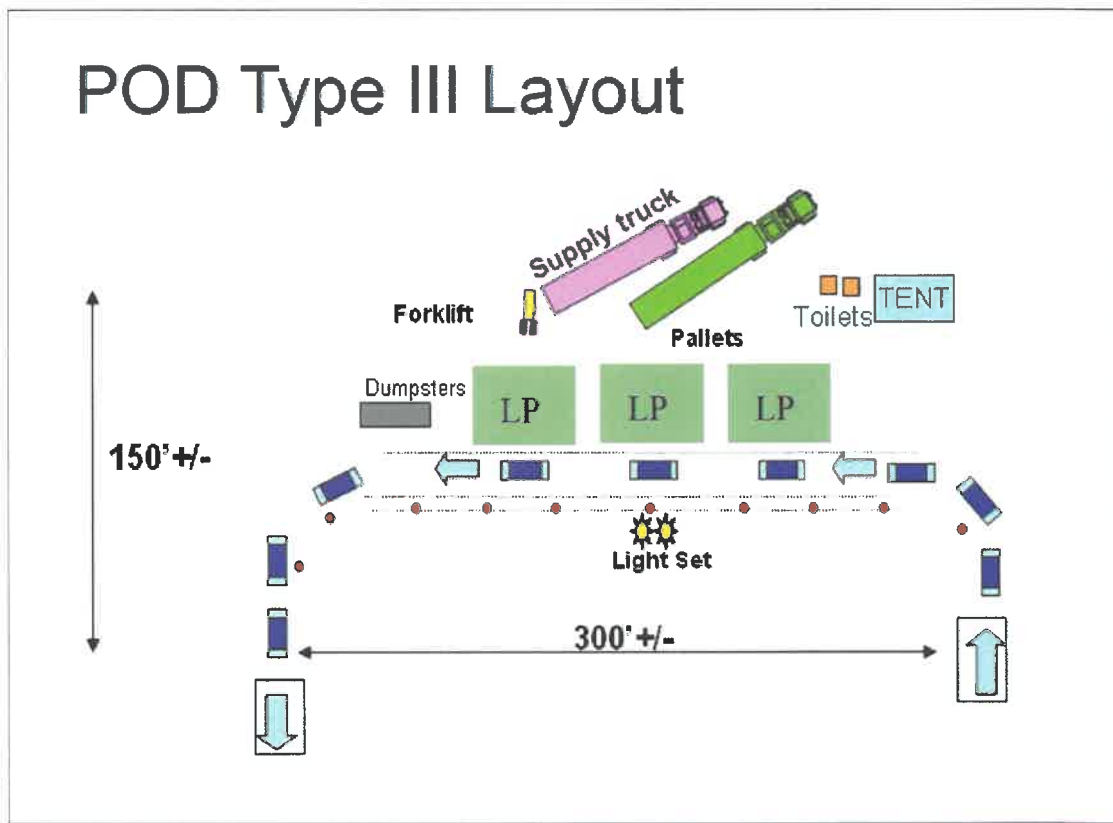 POD Type III Layout
Supply truck
Forklift
Pallets
Toilets
TENT
Dumpsters
LP
LP
LP
150'+/-
Light Set
300'+/-